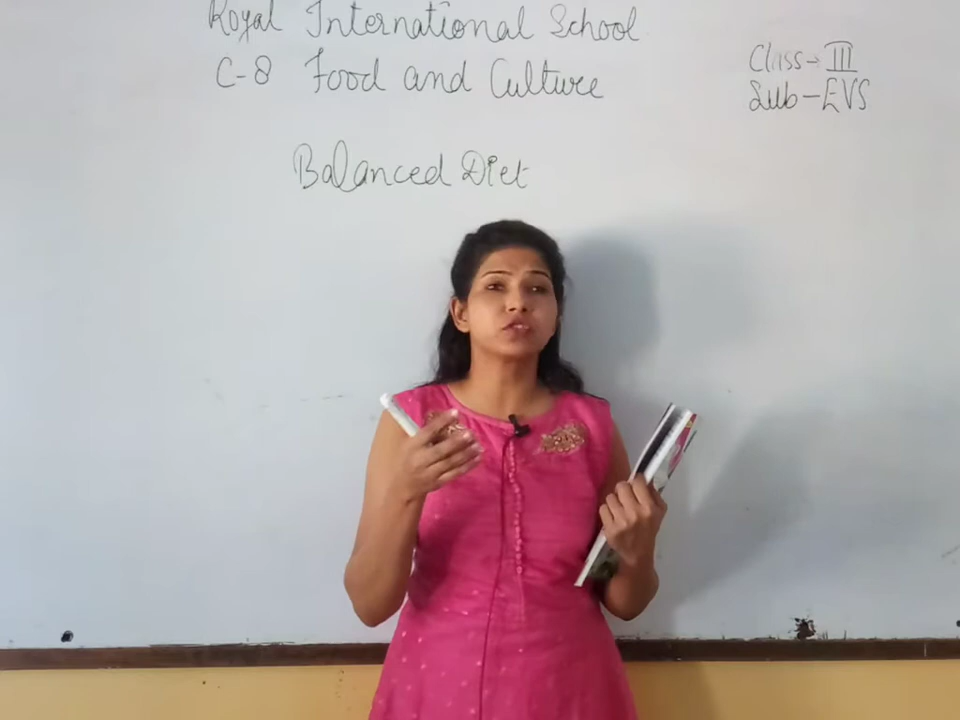 Royal International School
C-8 Food and Culture
Class→ III
Sub-EVS
Balanced Diet